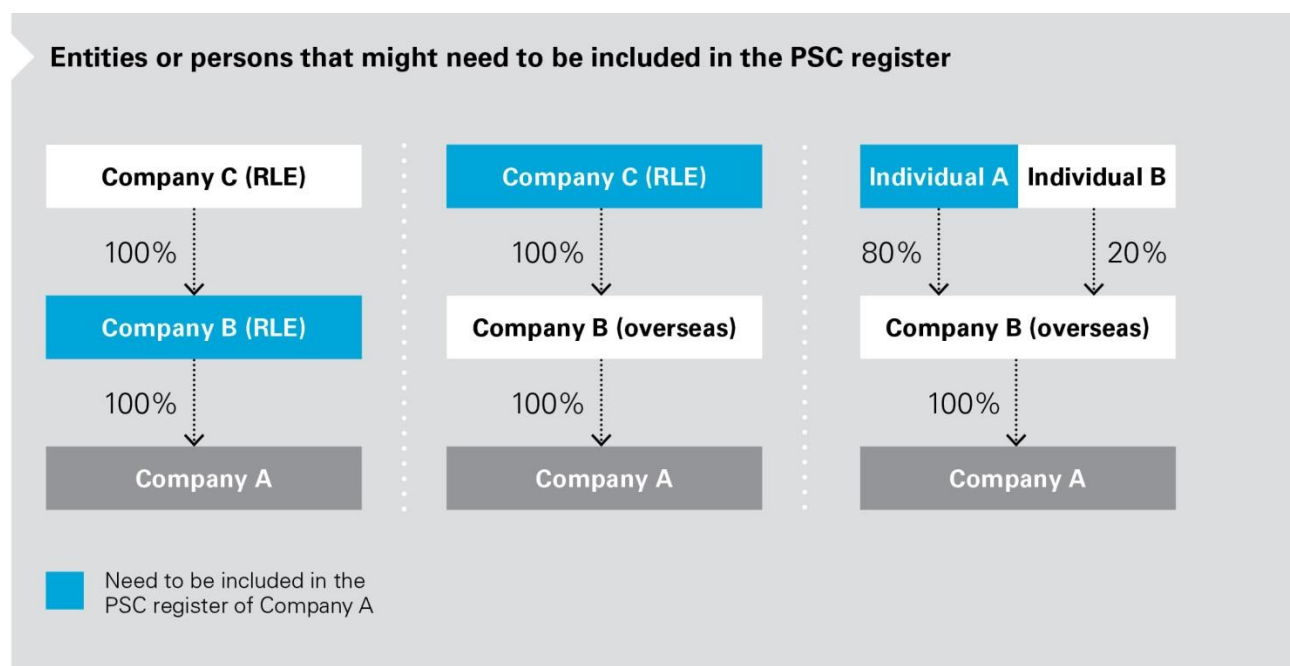 Entities or persons that might need to be included in the PSC register
Company C (RLE)
100%
Company B (RLE)
100%
Company A
Company C (RLE)
100%
Company B (overseas)
100%
Company A
Individual A Individual B
80% 20%
Company B (overseas)
100%
Company A
Need to be included in the
PSC register of Company A